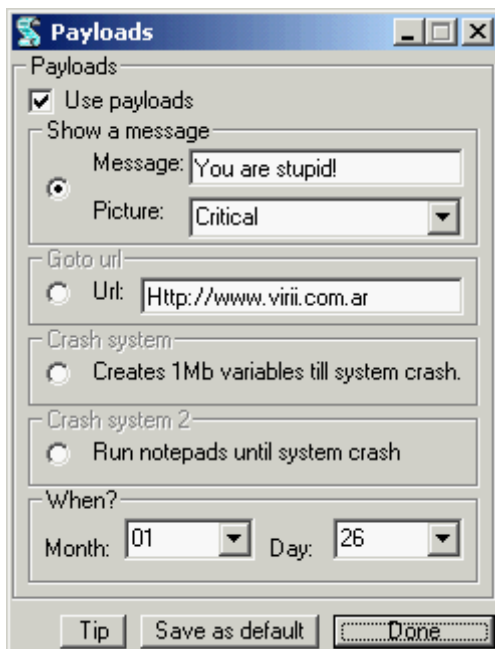 Payloads
Payloads
Use payloads
Show a message
Message: You are stupid!
Picture: Critical
Goto url
Url: Http://www.virii.com.ar
Crash system
Creates 1Mb variables till system crash.
Crash system 2
Run notepads until system crash
When?
Month: 01 Day: 26
Tip Save as default Done